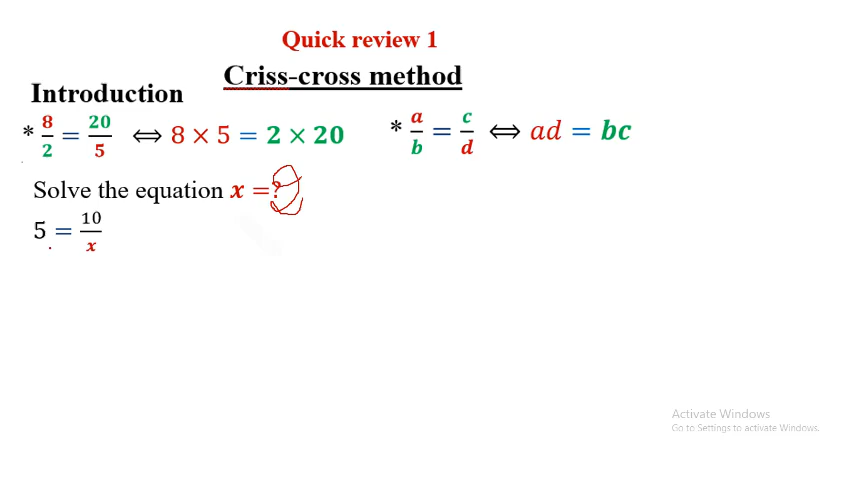 Quick review 1
Criss-cross method
Introduction
* 8/2 = 20/5 ⟺ 8 × 5 = 2 × 20
* a/b = c/d ⟺ ad = bc
Solve the equation x =?
5 = 10/x
Activate Windows
Go to Settings to activate Windows.